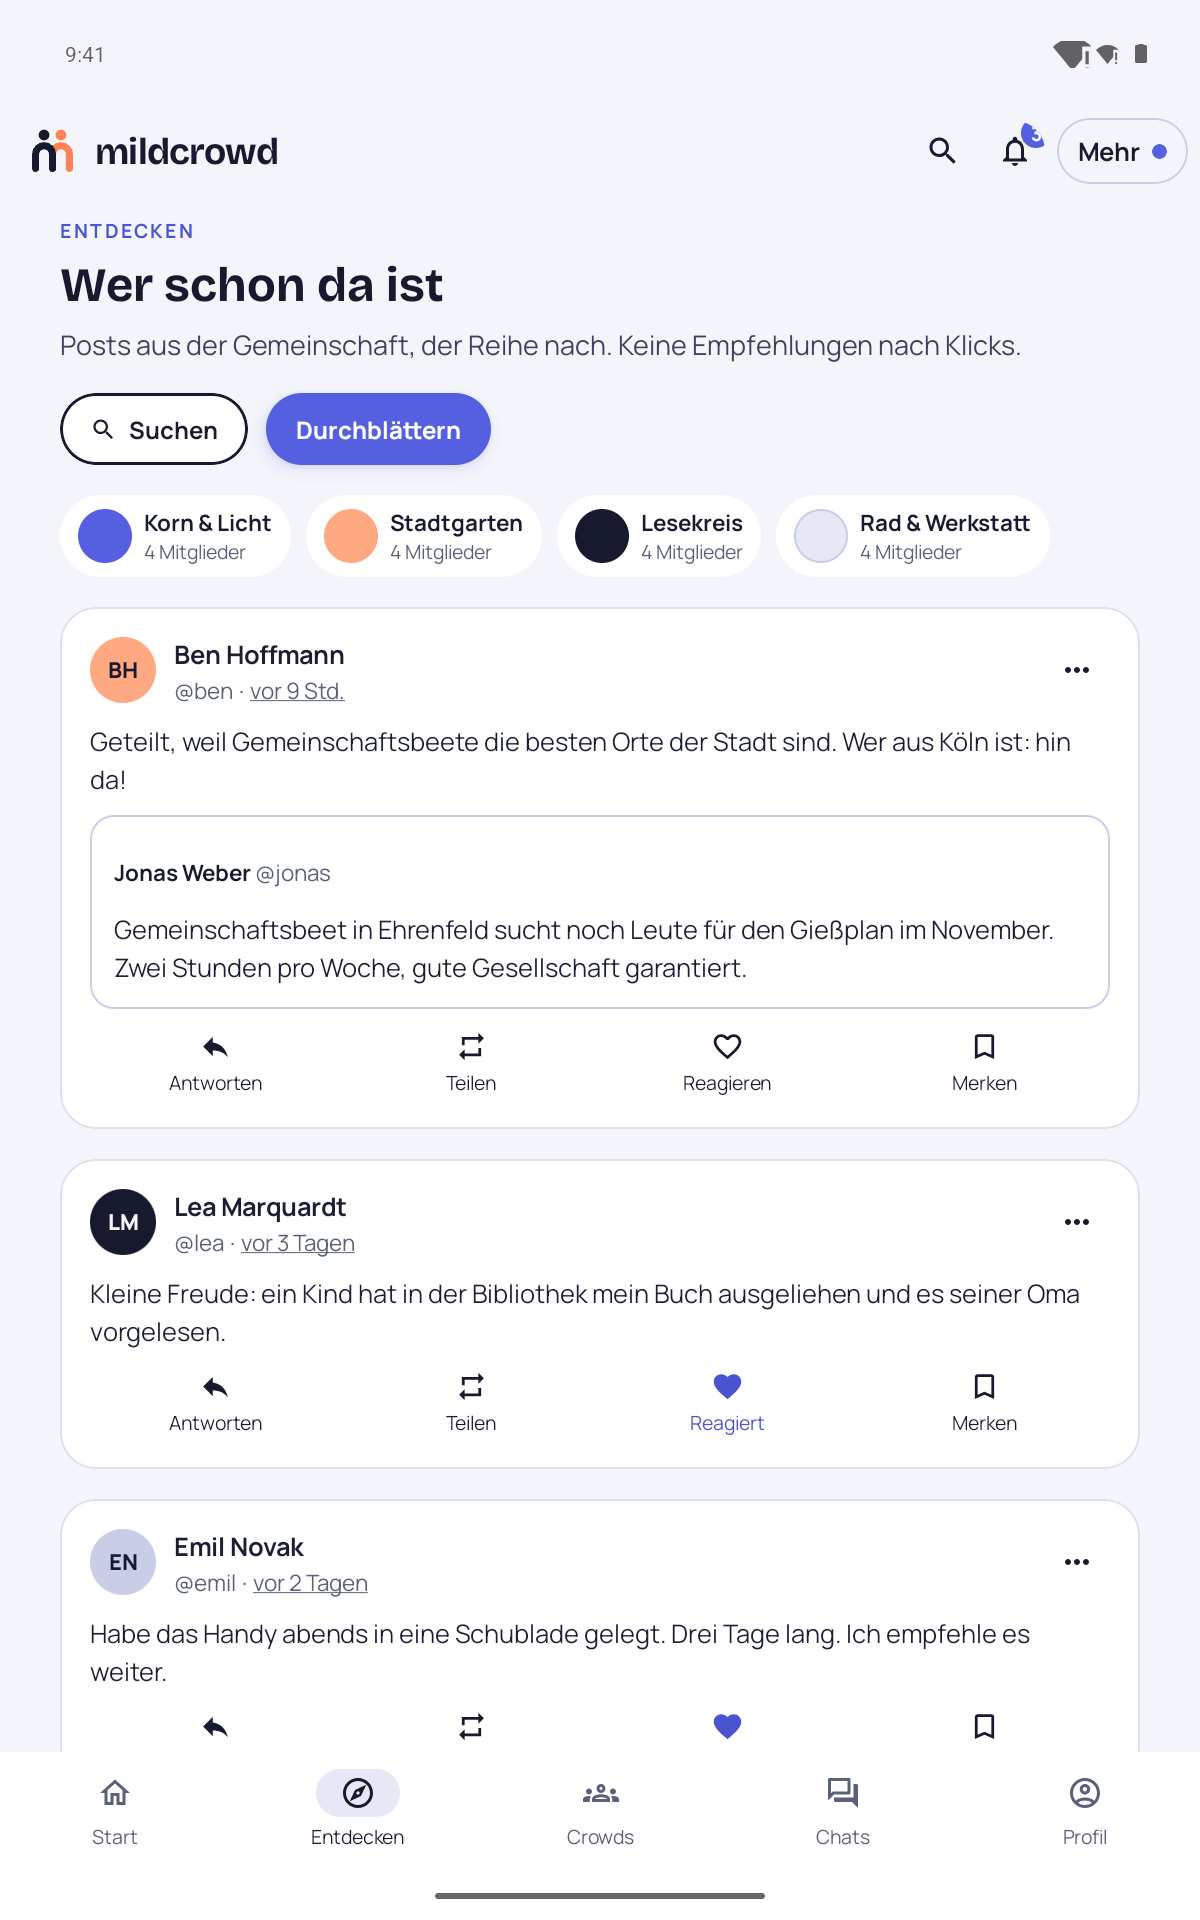 9:41
mildcrowd
3
Mehr
ENTDECKEN
Wer schon da ist
Posts aus der Gemeinschaft, der Reihe nach. Keine Empfehlungen nach Klicks.
Suchen
Durchblättern
Korn & Licht
4 Mitglieder
Stadtgarten
4 Mitglieder
Lesekreis
4 Mitglieder
Rad & Werkstatt
4 Mitglieder
BH
Ben Hoffmann
@ben · vor 9 Std.
Geteilt, weil Gemeinschaftsbeete die besten Orte der Stadt sind. Wer aus Köln ist: hin
da!
Jonas Weber @jonas
Gemeinschaftsbeet in Ehrenfeld sucht noch Leute für den Gießplan im November.
Zwei Stunden pro Woche, gute Gesellschaft garantiert.
Antworten
Teilen
Reagieren
Merken
LM
Lea Marquardt
@lea · vor 3 Tagen
Kleine Freude: ein Kind hat in der Bibliothek mein Buch ausgeliehen und es seiner Oma
vorgelesen.
Antworten
Teilen
Reagiert
Merken
EN
Emil Novak
@emil · vor 2 Tagen
Habe das Handy abends in eine Schublade gelegt. Drei Tage lang. Ich empfehle es
weiter.
Start
Entdecken
Crowds
Chats
Profil